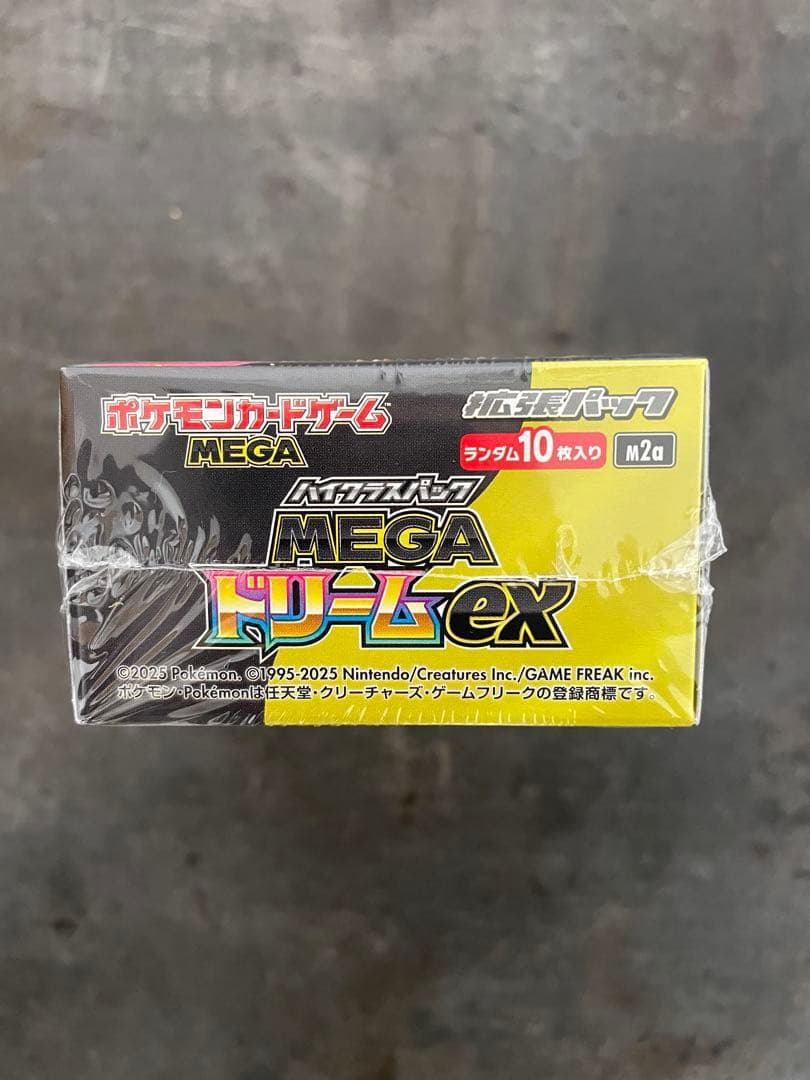 ポケモンカードゲーム™
MEGA
拡張パック
ランダム10枚入り
M2a
ハイクラスパック
MEGA
ドリームex
©2025 Pokémon. ©1995-2025 Nintendo/Creatures Inc./GAME FREAK inc.
ポケモン・Pokémonは任天堂・クリーチャーズ・ゲームフリークの登録商標です。